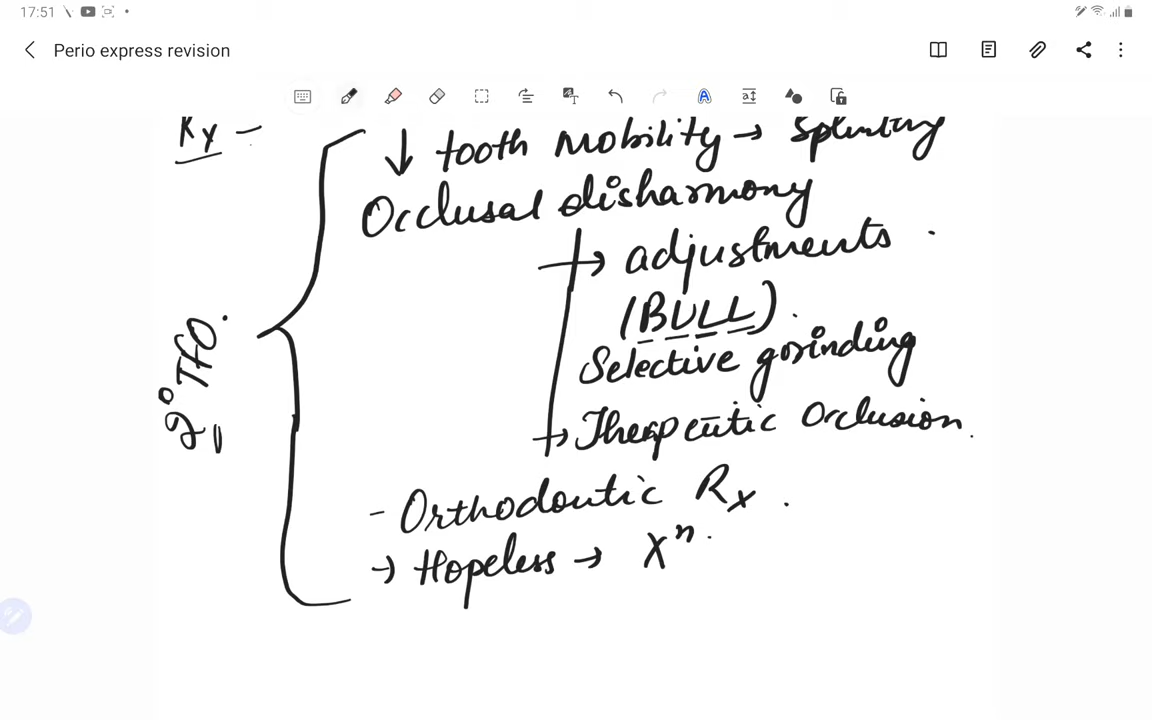 17:51
Perio express revision
Rx -
↓ tooth mobility → Splinting
Occlusal disharmony
→ adjustments
(BULL).
Selective grinding
→ Therpeutic Occlusion.
2° TFO.
- Orthodontic Rx.
→ Hopeless → Xⁿ.